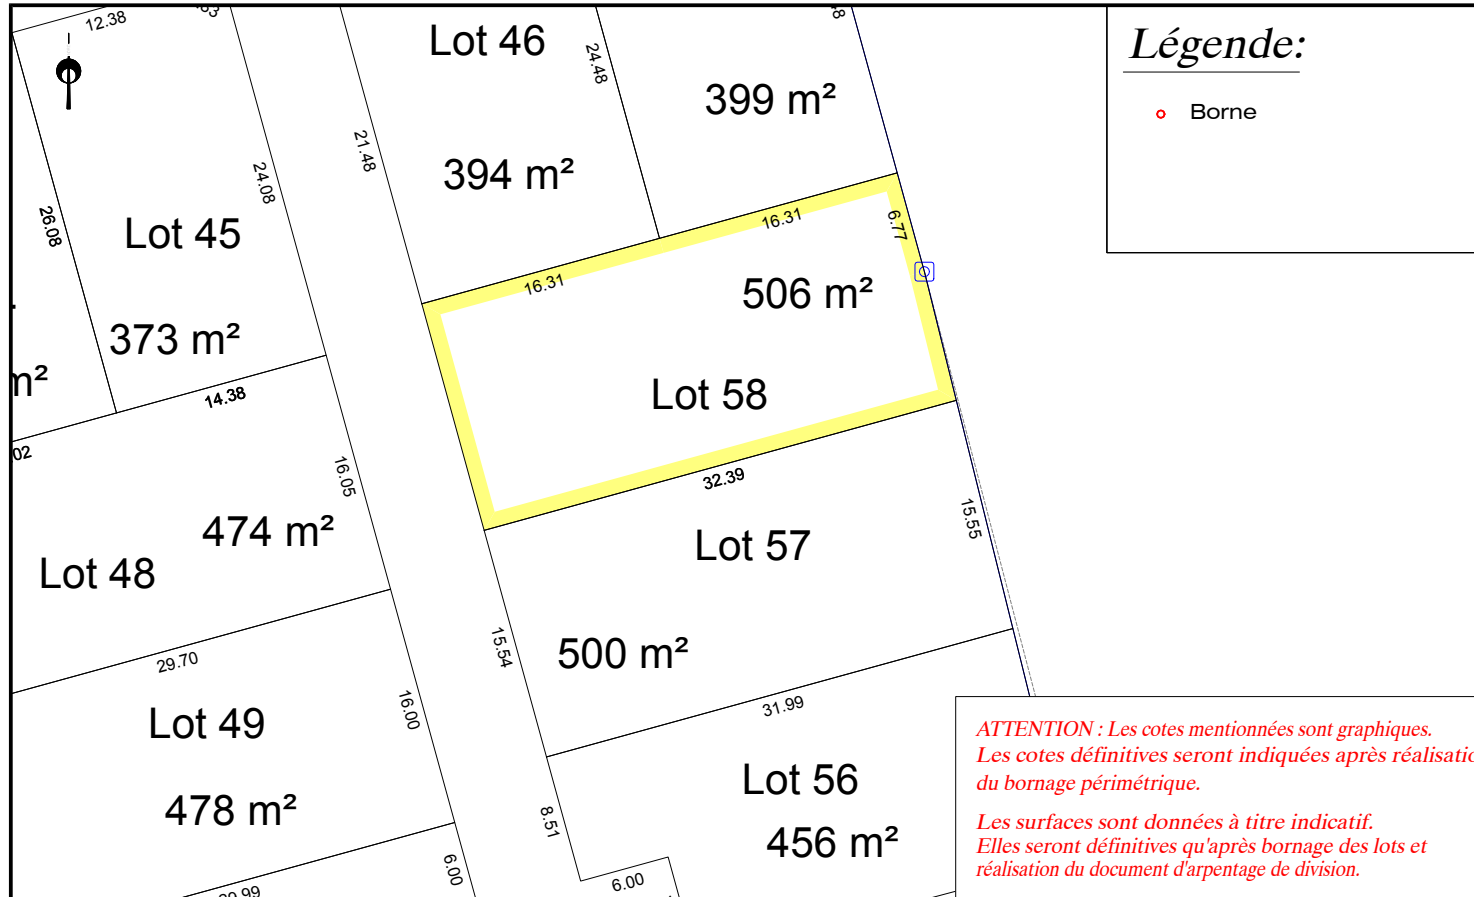 12.38
Lot 46
24.48
399 m²
Légende:
Borne
21.48
394 m²
24.08
26.08
Lot 45
373 m²
m²
16.31
6.77
16.31
506 m²
Lot 58
14.38
02
16.05
32.39
474 m²
Lot 48
Lot 57
15.55
15.54
500 m²
29.70
Lot 49
16.00
31.99
478 m²
Lot 56
8.51
456 m²
6.00
6.00
ATTENTION : Les cotes mentionnées sont graphiques.
Les cotes définitives seront indiquées après réalisatio
du bornage périmétrique.
Les surfaces sont données à titre indicatif.
Elles seront définitives qu'après bornage des lots et
réalisation du document d'arpentage de division.